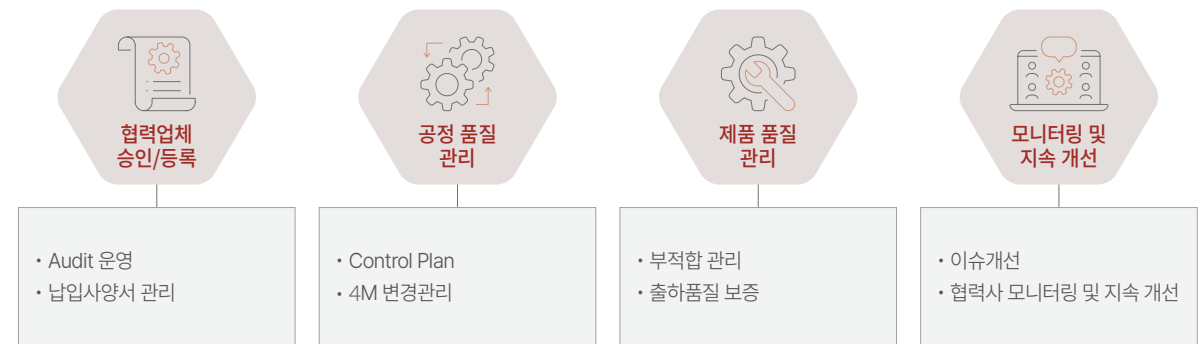 협력업체
승인/등록
• Audit 운영
• 납입사양서 관리
공정 품질
관리
• Control Plan
• 4M 변경관리
제품 품질
관리
• 부적합 관리
• 출하품질 보증
모니터링 및
지속 개선
• 이슈개선
• 협력사 모니터링 및 지속 개선